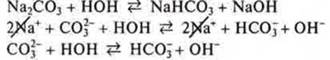 Na₂CO₃ + HOH ⇄ NaHCO₃ + NaOH
2Na⁺ + CO₃²⁻ + HOH ⇄ 2Na⁺ + HCO₃⁻ + OH⁻
CO₃²⁻ + HOH ⇄ HCO₃⁻ + OH⁻